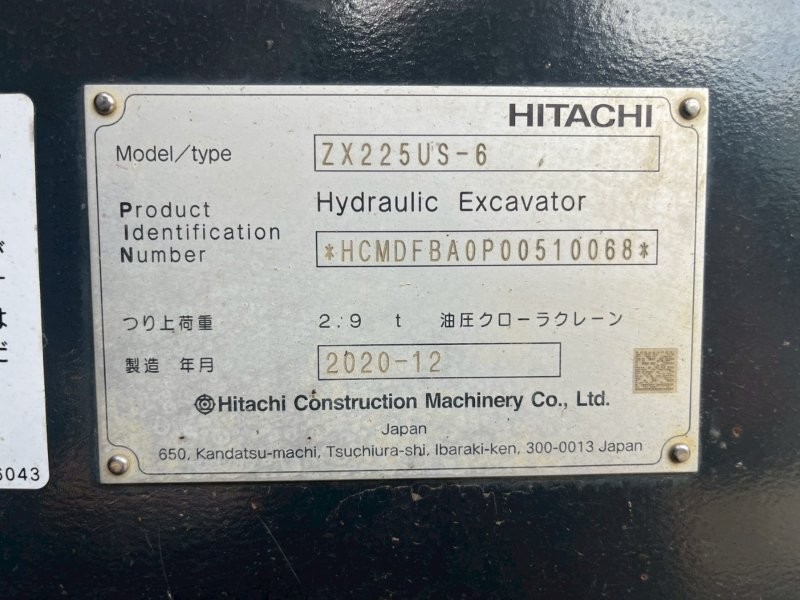 HITACHI
Model/type ZX225US-6
Hydraulic Excavator
Product
Identification
Number *HCMDFBA0P00510068*
つり上荷重 2.9 t 油圧クローラクレーン
製造 年月 2020-12
Hitachi Construction Machinery Co., Ltd.
Japan
650, Kandatsu-machi, Tsuchiura-shi, Ibaraki-ken, 300-0013 Japan
6043